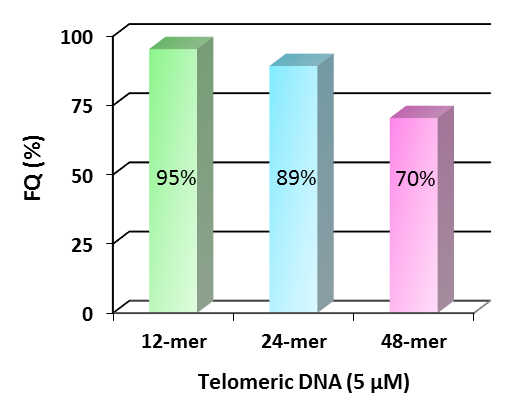 FQ (%)
100
75
50
25
0
95%
89%
70%
12-mer
24-mer
48-mer
Telomeric DNA (5 µM)